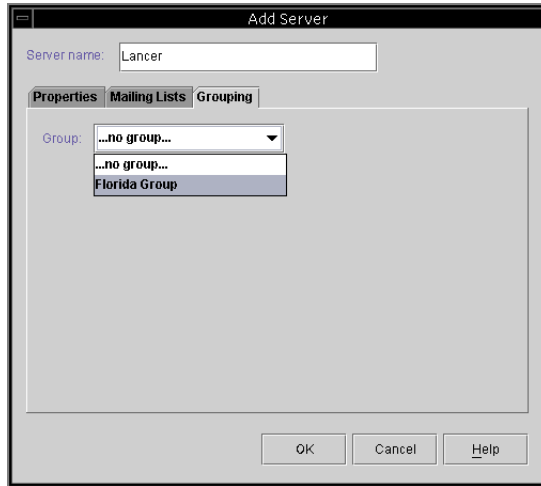 Add Server
Server name: Lancer
Properties Mailing Lists Grouping
Group: ...no group...
...no group...
Florida Group
OK Cancel Help